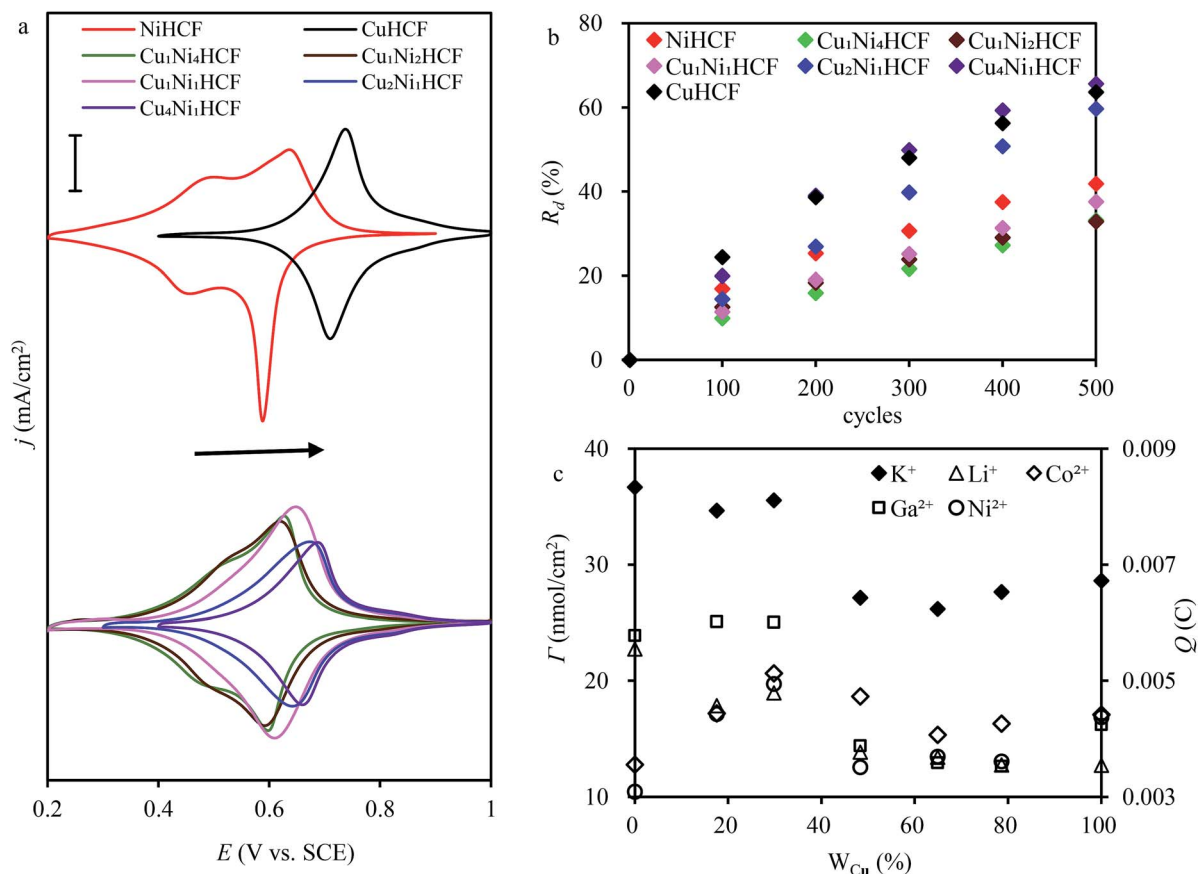 a
NiHCF
CuHCF
Cu₁Ni₄HCF
Cu₁Ni₂HCF
Cu₁Ni₁HCF
Cu₂Ni₁HCF
Cu₄Ni₁HCF
j (mA/cm²)
0.2 0.4 0.6 0.8 1
E (V vs. SCE)
b
80
60
40
20
0
NiHCF Cu₁Ni₄HCF Cu₁Ni₂HCF
Cu₁Ni₁HCF Cu₂Ni₁HCF Cu₄Ni₁HCF
CuHCF
R_d (%)
0 100 200 300 400 500
cycles
c
40
30
20
10
K⁺ Li⁺ Co²⁺
Ga²⁺ Ni²⁺
Γ (nmol/cm²)
0.009
0.007
0.005
0.003
Q (C)
0 20 40 60 80 100
W_Cu (%)